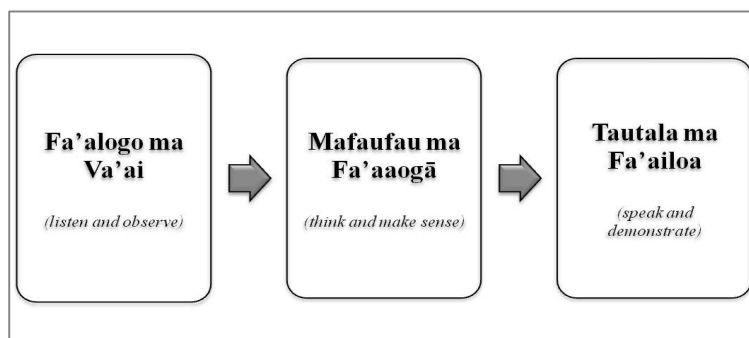 Fa’alogo ma
Va’ai
(listen and observe)
Mafaufau ma
Fa’aaogā
(think and make sense)
Tautala ma
Fa’ailoa
(speak and
demonstrate)